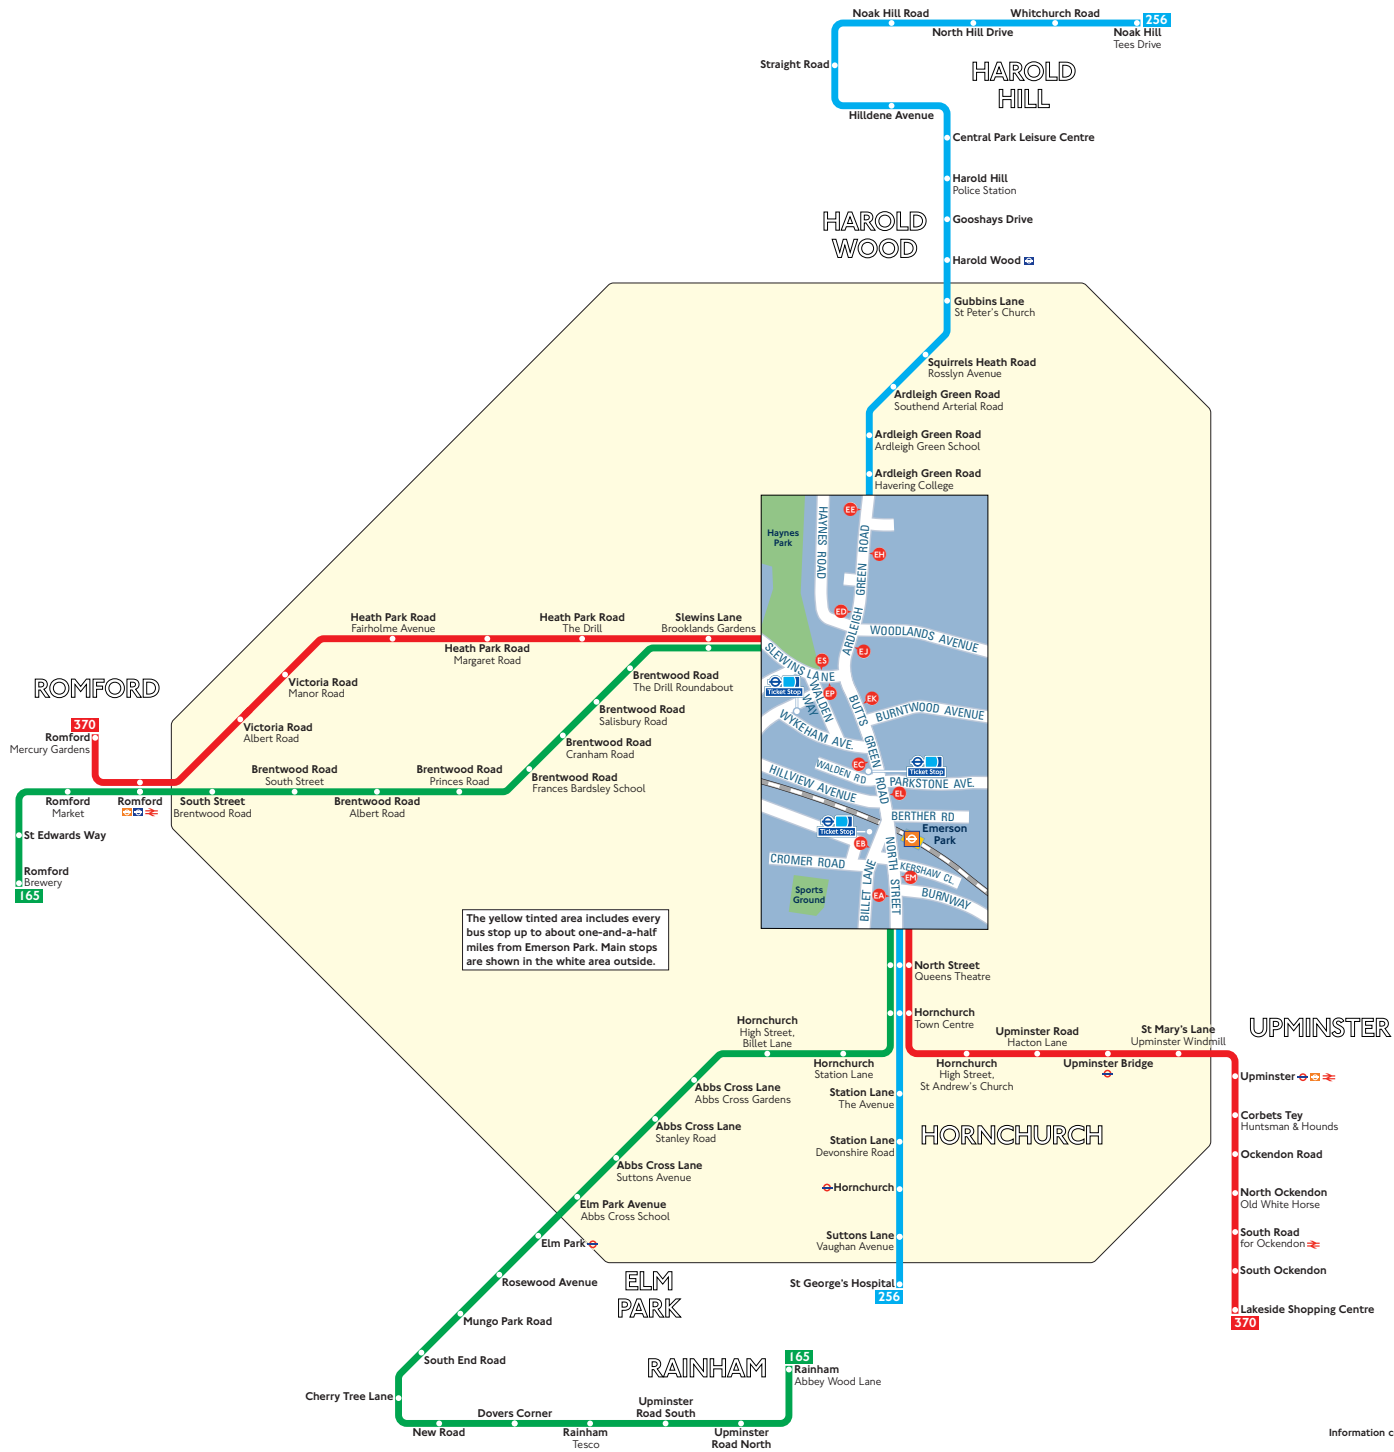 Noak Hill Road
Whitchurch Road
256
North Hill Drive
Noak Hill
Tees Drive
Straight Road
HAROLD
HILL
Hilldene Avenue
Central Park Leisure Centre
Harold Hill
Police Station
HAROLD
WOOD
Gooshays Drive
Harold Wood
Gubbins Lane
St Peter's Church
Squirrels Heath Road
Rosslyn Avenue
Ardleigh Green Road
Southend Arterial Road
Ardleigh Green Road
Ardleigh Green School
Ardleigh Green Road
Havering College
Haynes
Park
HAYNES ROAD
ARDLEIGH GREEN ROAD
EE
EH
ED
WOODLANDS AVENUE
EJ
SLEWINS LANE
ES
Ticket Stop
EP
WALDEN
WAY
EK
BUTTS GREEN ROAD
BURNTWOOD AVENUE
WYKEHAM AVE.
EC
Ticket Stop
WALDEN RD
PARKSTONE AVE.
HILLVIEW AVENUE
EL
BERTHER RD
Ticket Stop
Emerson
Park
EB
CROMER ROAD
NORTH STREET
KERSHAW CL.
EM
Sports
Ground
BILLET LANE
EA
BURNWAY
Heath Park Road
Fairholme Avenue
Heath Park Road
The Drill
Slewins Lane
Brooklands Gardens
Heath Park Road
Margaret Road
Victoria Road
Manor Road
Victoria Road
Albert Road
ROMFORD
370
Romford
Mercury Gardens
Brentwood Road
The Drill Roundabout
Brentwood Road
Salisbury Road
Brentwood Road
Cranham Road
Brentwood Road
Frances Bardsley School
Brentwood Road
South Street
Brentwood Road
Princes Road
Romford
Market
Romford
South Street
Brentwood Road
Brentwood Road
Albert Road
St Edwards Way
Romford
Brewery
165
The yellow tinted area includes every
bus stop up to about one-and-a-half
miles from Emerson Park. Main stops
are shown in the white area outside.
North Street
Queens Theatre
Hornchurch
Town Centre
Hornchurch
High Street,
Billet Lane
Hornchurch
Station Lane
Hornchurch
High Street,
St Andrew's Church
Upminster Road
Hacton Lane
Upminster Bridge
St Mary's Lane
Upminster Windmill
UPMINSTER
Upminster
Corbets Tey
Huntsman & Hounds
Ockendon Road
North Ockendon
Old White Horse
South Road
for Ockendon
South Ockendon
Lakeside Shopping Centre
370
Abbs Cross Lane
Abbs Cross Gardens
Abbs Cross Lane
Stanley Road
Abbs Cross Lane
Suttons Avenue
Elm Park Avenue
Abbs Cross School
Elm Park
Station Lane
The Avenue
Station Lane
Devonshire Road
HORNCHURCH
Hornchurch
Suttons Lane
Vaughan Avenue
St George's Hospital
256
ELM
PARK
Rosewood Avenue
Mungo Park Road
South End Road
RAINHAM
165
Rainham
Abbey Wood Lane
Cherry Tree Lane
New Road
Dovers Corner
Rainham
Tesco
Upminster
Road South
Upminster
Road North
Information c